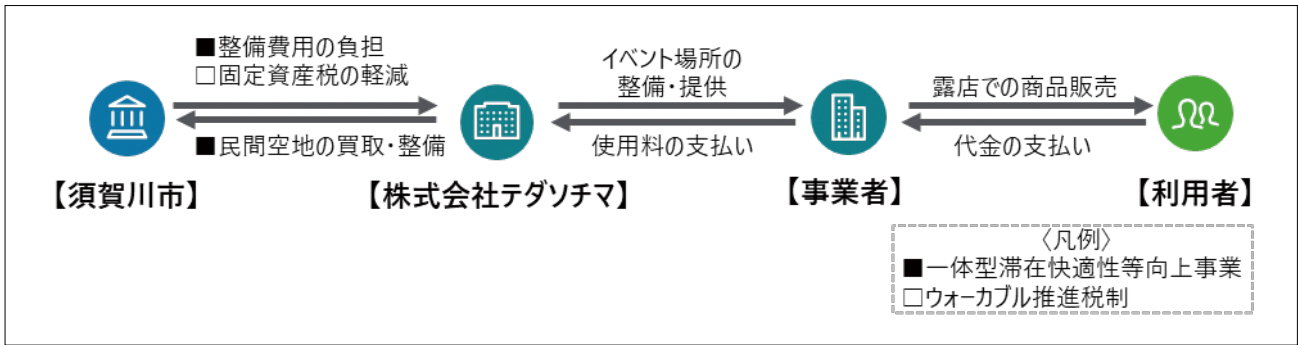 ■整備費用の負担
□固定資産税の軽減
■民間空地の買取・整備
イベント場所の
整備・提供
使用料の支払い
露店での商品販売
代金の支払い
【須賀川市】
【株式会社テダソチマ】
【事業者】
【利用者】
〈凡例〉
■一体型滞在快適性等向上事業
□ウォーカブル推進税制